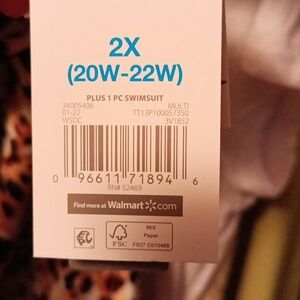 2X
(20W-22W)
PLUS 1 PC SWIMSUIT
34005406 MULTI
01-22 TT13P100057350
WSDC 3V1852
0 96611 71894 6
RN# 52469
Find more at Walmart.com
FSC
MIX
Paper
FSC® C010468